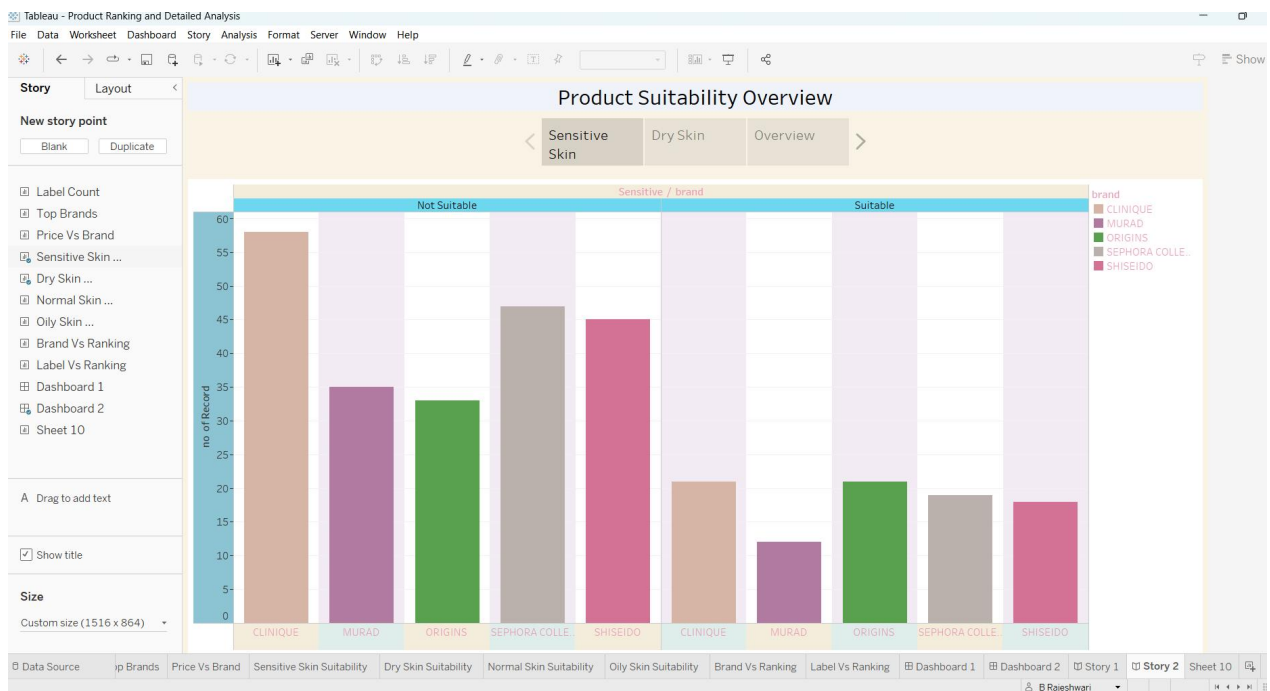 Tableau - Product Ranking and Detailed Analysis
File Data Worksheet Dashboard Story Analysis Format Server Window Help
Show
Story Layout
New story point
Blank Duplicate
Label Count
Top Brands
Price Vs Brand
Sensitive Skin ...
Dry Skin ...
Normal Skin ...
Oily Skin ...
Brand Vs Ranking
Label Vs Ranking
Dashboard 1
Dashboard 2
Sheet 10
A Drag to add text
Show title
Size
Custom size (1516 x 864)
Product Suitability Overview
Sensitive Skin
Dry Skin
Overview
Sensitive / brand
Not Suitable Suitable
60
55
50
45
40
35
30
25
20
15
10
5
0
no of Record
CLINIQUE MURAD ORIGINS SEPHORA COLLE.. SHISEIDO CLINIQUE MURAD ORIGINS SEPHORA COLLE.. SHISEIDO
brand
CLINIQUE
MURAD
ORIGINS
SEPHORA COLLE..
SHISEIDO
Data Source p Brands Price Vs Brand Sensitive Skin Suitability Dry Skin Suitability Normal Skin Suitability Oily Skin Suitability Brand Vs Ranking Label Vs Ranking Dashboard 1 Dashboard 2 Story 1 Story 2 Sheet 10
B Rajeshwari